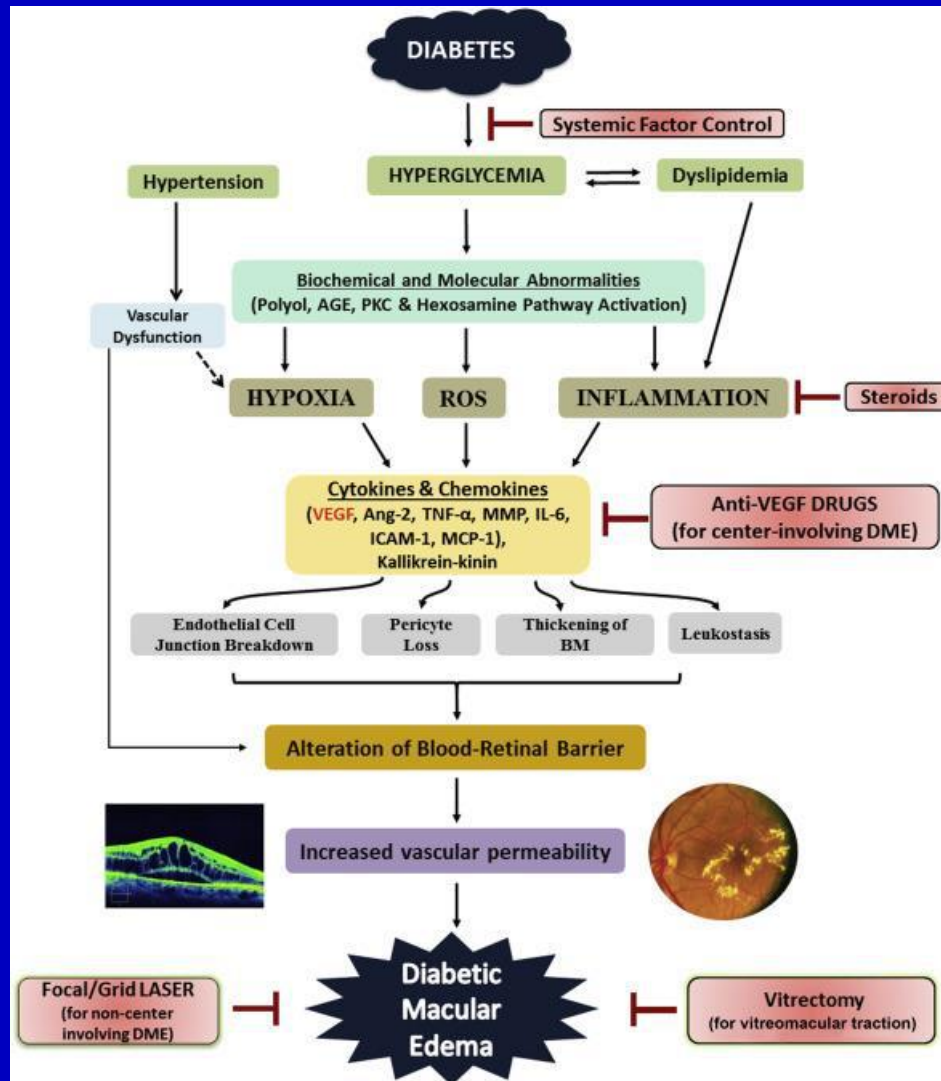 DIABETES
Systemic Factor Control
Hypertension
HYPERGLYCEMIA
Dyslipidemia
Biochemical and Molecular Abnormalities
(Polyol, AGE, PKC & Hexosamine Pathway Activation)
Vascular
Dysfunction
HYPOXIA
ROS
INFLAMMATION
Steroids
Cytokines & Chemokines
(VEGF, Ang-2, TNF-α, MMP, IL-6,
ICAM-1, MCP-1),
Kallikrein-kinin
Anti-VEGF DRUGS
(for center-involving DME)
Endothelial Cell
Junction Breakdown
Pericyte
Loss
Thickening of
BM
Leukostasis
Alteration of Blood-Retinal Barrier
Increased vascular permeability
Diabetic
Macular
Edema
Focal/Grid LASER
(for non-center
involving DME)
Vitrectomy
(for vitreomacular traction)